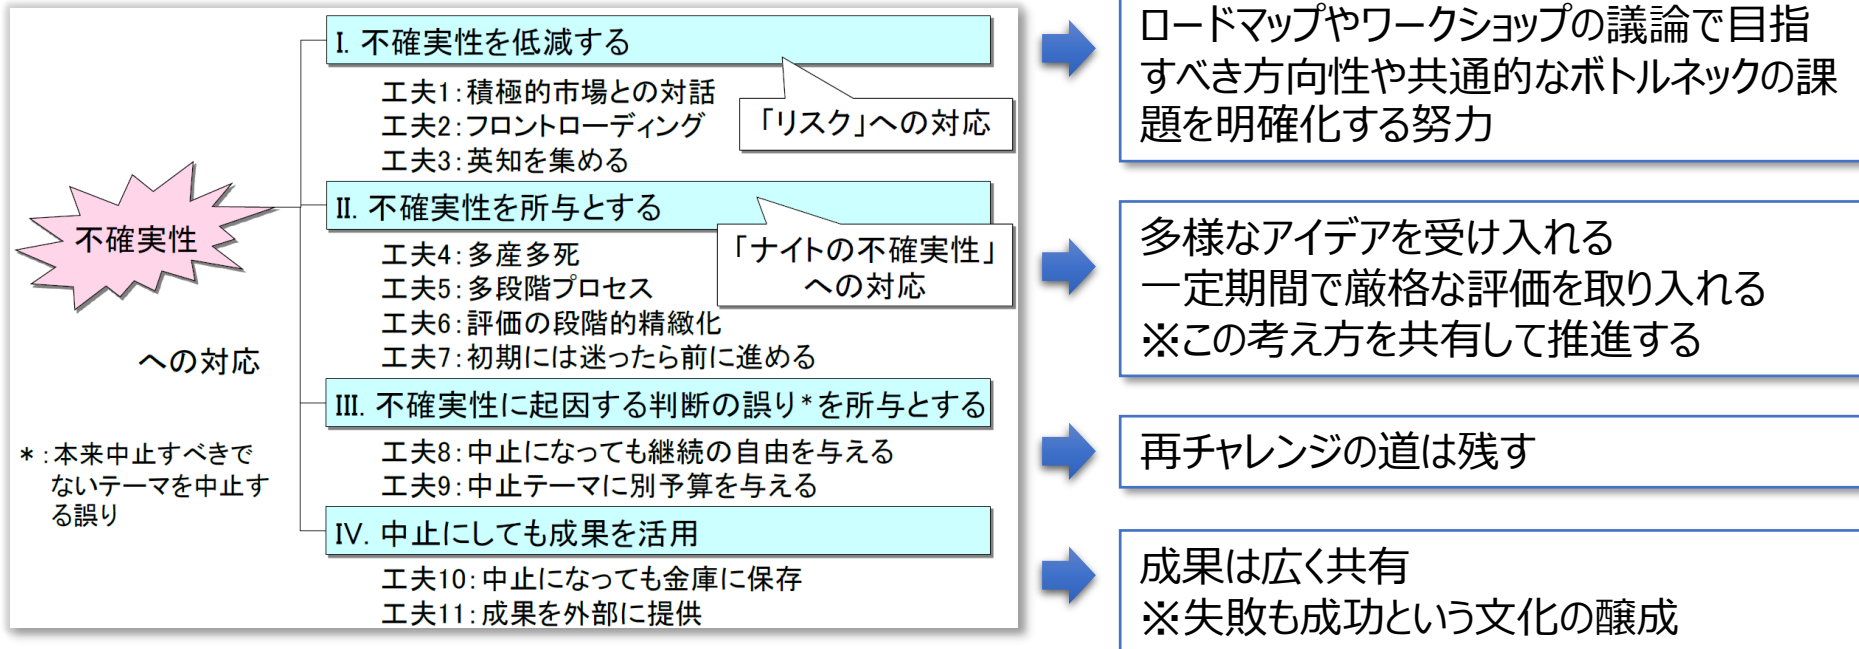 不確実性
への対応
*:本来中止すべきで
ないテーマを中止す
る誤り
I. 不確実性を低減する
工夫1:積極的市場との対話
工夫2:フロントローディング
工夫3:英知を集める
「リスク」への対応
II. 不確実性を所与とする
工夫4:多産多死
工夫5:多段階プロセス
工夫6:評価の段階的精緻化
工夫7:初期には迷ったら前に進める
「ナイトの不確実性」
への対応
III. 不確実性に起因する判断の誤り*を所与とする
工夫8:中止になっても継続の自由を与える
工夫9:中止テーマに別予算を与える
IV. 中止にしても成果を活用
工夫10:中止になっても金庫に保存
工夫11:成果を外部に提供
ロードマップやワークショップの議論で目指
すべき方向性や共通的なボトルネックの課
題を明確化する努力
多様なアイデアを受け入れる
一定期間で厳格な評価を取り入れる
※この考え方を共有して推進する
再チャレンジの道は残す
成果は広く共有
※失敗も成功という文化の醸成